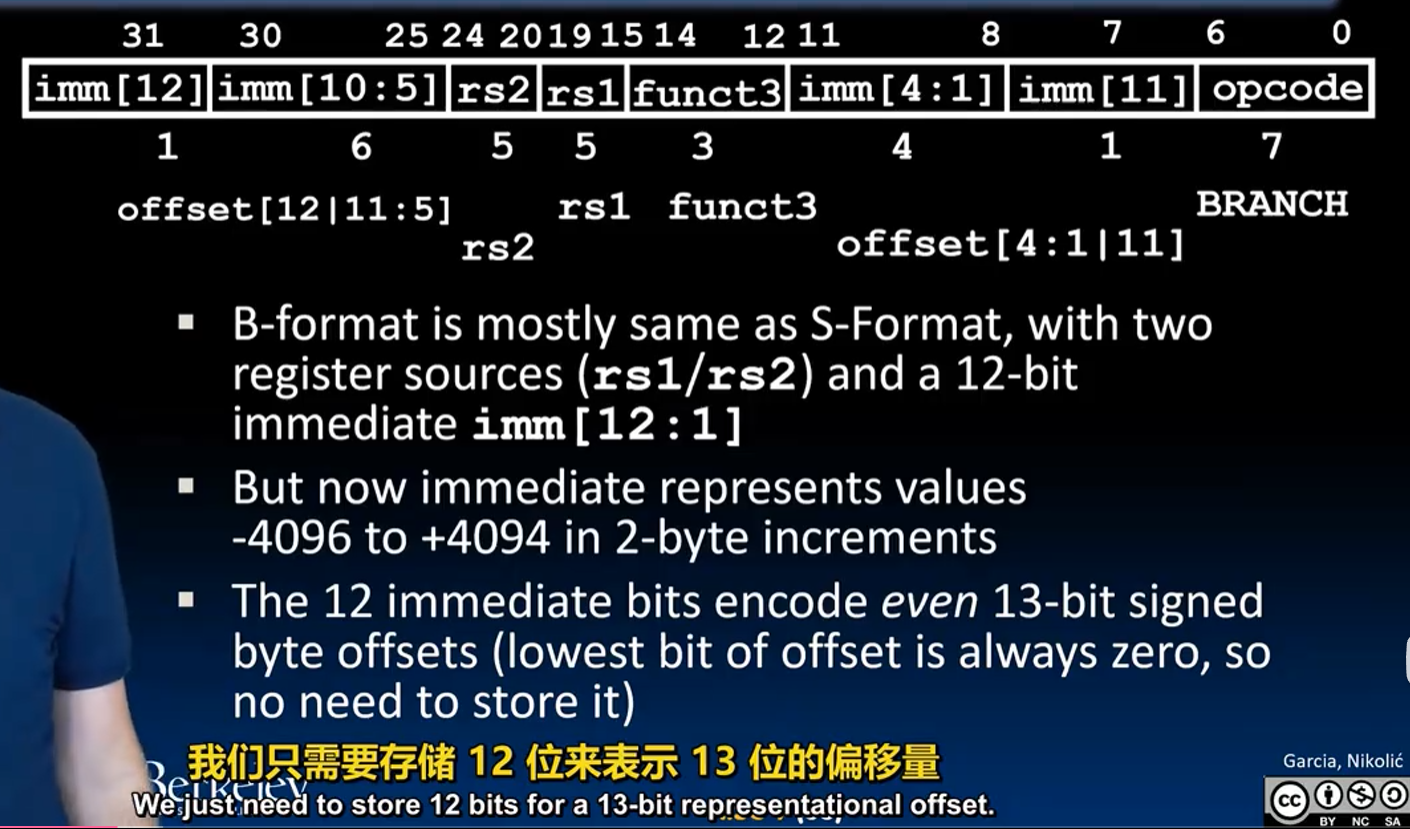 31 30 25 24 20 19 15 14 12 11 8 7 6 0
imm[12] imm[10:5] rs2 rs1 funct3 imm[4:1] imm[11] opcode
1 6 5 5 3 4 1 7
offset[12|11:5] rs1 funct3 BRANCH
rs2 offset[4:1|11]
▪ B-format is mostly same as S-Format, with two
register sources (rs1/rs2) and a 12-bit
immediate imm[12:1]
▪ But now immediate represents values
-4096 to +4094 in 2-byte increments
▪ The 12 immediate bits encode even 13-bit signed
byte offsets (lowest bit of offset is always zero, so
no need to store it)
我们只需要存储 12 位来表示 13 位的偏移量
Berkeley
Garcia, Nikolić
We just need to store 12 bits for a 13-bit representational offset.
cc
BY NC SA